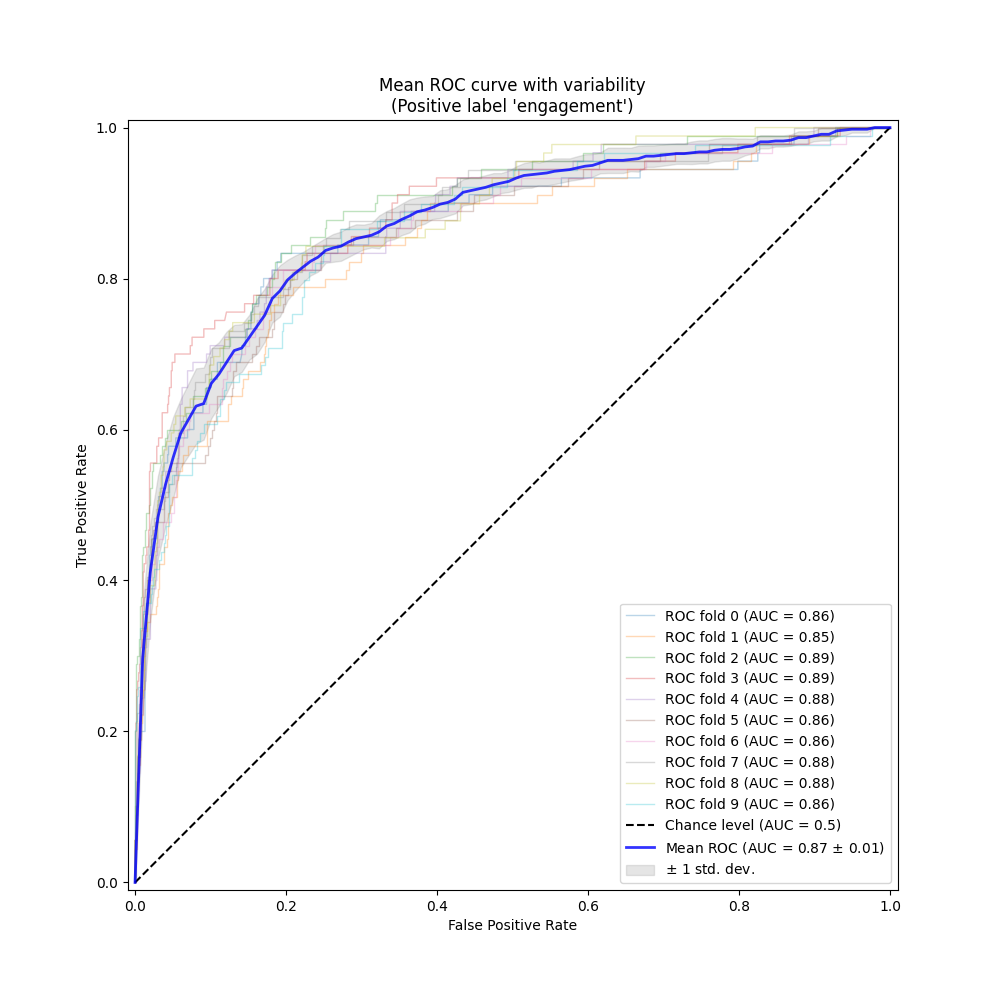 Mean ROC curve with variability
(Positive label 'engagement')
True Positive Rate
1.0
0.8
0.6
0.4
0.2
0.0
0.0 0.2 0.4 0.6 0.8 1.0
False Positive Rate
ROC fold 0 (AUC = 0.86)
ROC fold 1 (AUC = 0.85)
ROC fold 2 (AUC = 0.89)
ROC fold 3 (AUC = 0.89)
ROC fold 4 (AUC = 0.88)
ROC fold 5 (AUC = 0.86)
ROC fold 6 (AUC = 0.86)
ROC fold 7 (AUC = 0.88)
ROC fold 8 (AUC = 0.88)
ROC fold 9 (AUC = 0.86)
Chance level (AUC = 0.5)
Mean ROC (AUC = 0.87 ± 0.01)
± 1 std. dev.